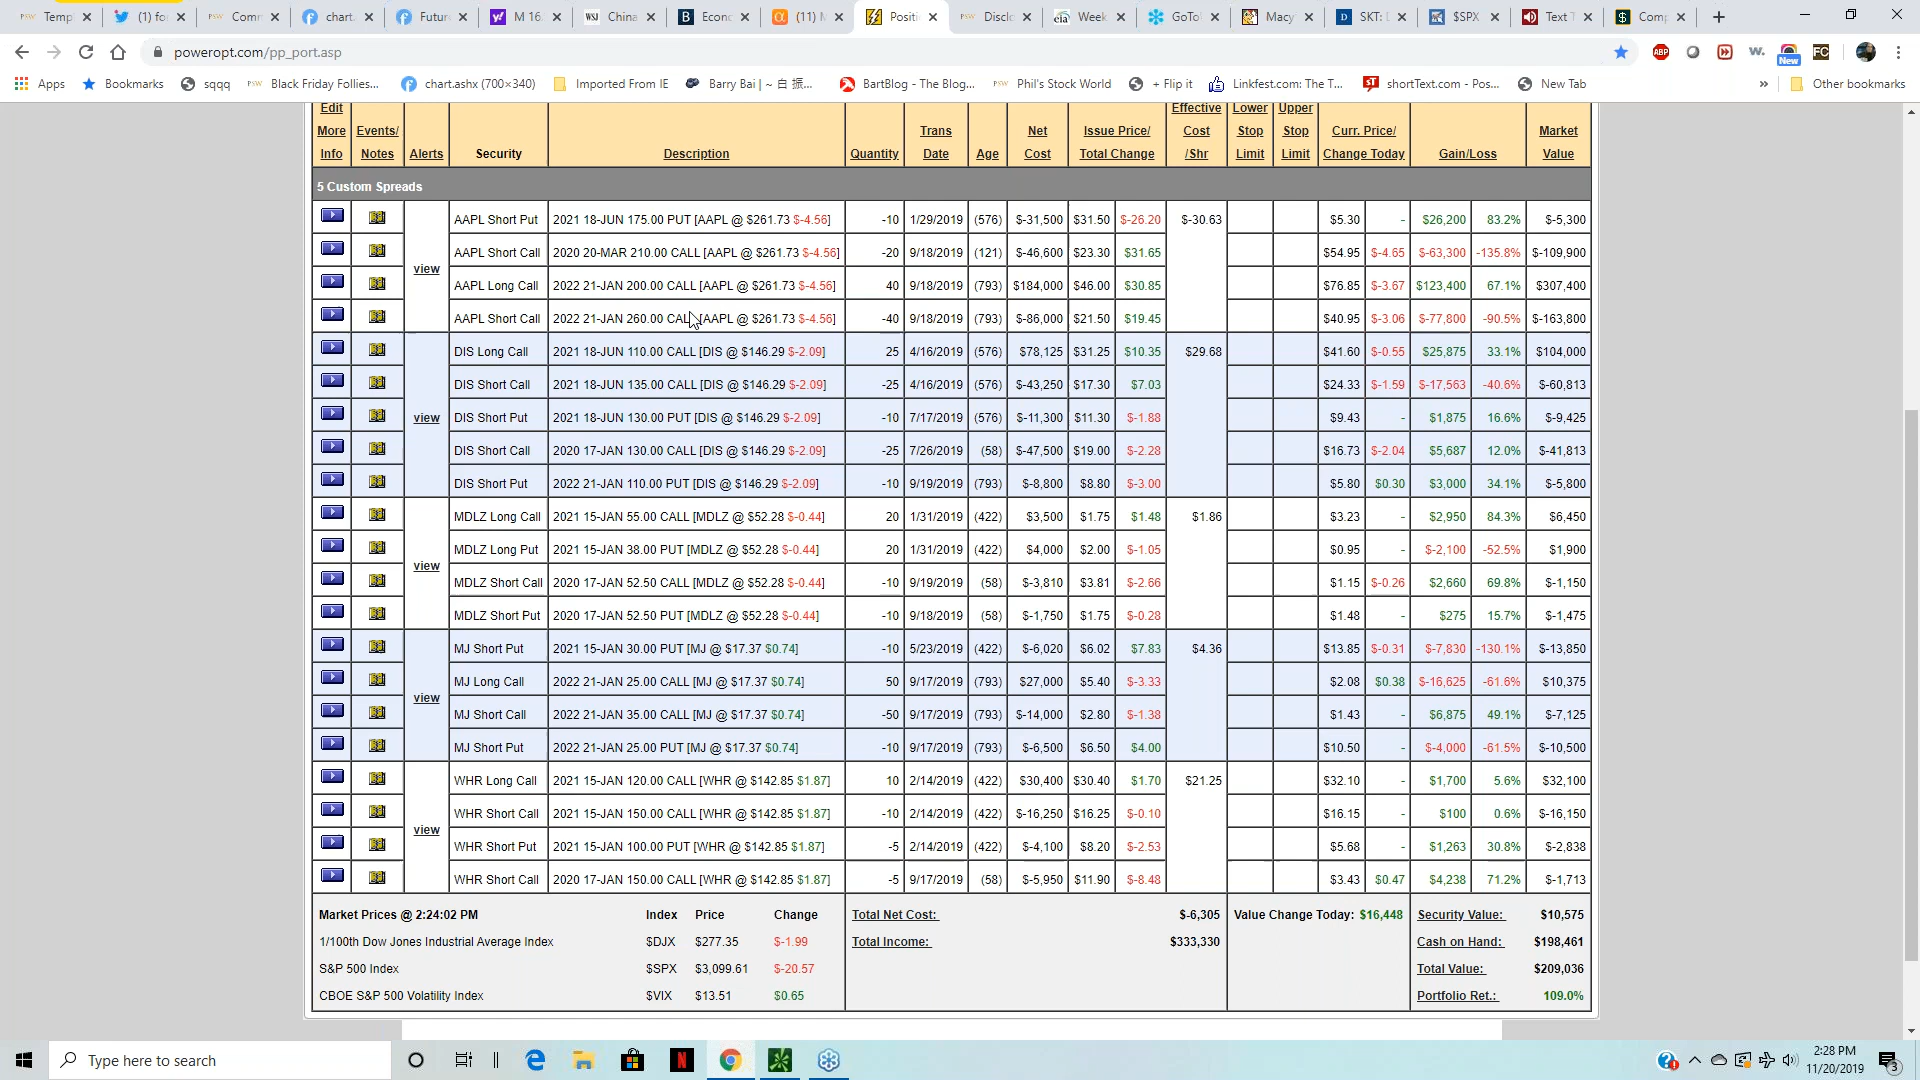 Templ (1) fo Comm chart. Futur M 16. WSJ China B Econ (11) M Positi Disclo eia Week GoTo Macy D SKT: D $SPX Text T $ Comp
poweropt.com/pp_port.asp ABP W. New FC
Apps Bookmarks sqqq PSW Black Friday Follies... chart.ashx (700×340) Imported From IE Barry Bai | ~ 白 振... BartBlog - The Blog... PSW Phil's Stock World + Flip it Linkfest.com: The T... ST shortText.com - Pos... New Tab » Other bookmarks
Edit More Info
Events/ Notes
Alerts
Security
Description
Quantity
Trans Date
Age
Net Cost
Issue Price/ Total Change
Effective Cost /Shr
Lower Stop Limit
Upper Stop Limit
Curr. Price/ Change Today
Gain/Loss
Market Value
5 Custom Spreads
AAPL Short Put 2021 18-JUN 175.00 PUT [AAPL @ $261.73 $-4.56] -10 1/29/2019 (576) $-31,500 $31.50 $-26.20 $-30.63 $5.30 - $26,200 83.2% $-5,300
AAPL Short Call 2020 20-MAR 210.00 CALL [AAPL @ $261.73 $-4.56] -20 9/18/2019 (121) $-46,600 $23.30 $31.65 $54.95 $-4.65 $-63,300 -135.8% $-109,900
view
AAPL Long Call 2022 21-JAN 200.00 CALL [AAPL @ $261.73 $-4.56] 40 9/18/2019 (793) $184,000 $46.00 $30.85 $76.85 $-3.67 $123,400 67.1% $307,400
AAPL Short Call 2022 21-JAN 260.00 CALL [AAPL @ $261.73 $-4.56] -40 9/18/2019 (793) $-86,000 $21.50 $19.45 $40.95 $-3.06 $-77,800 -90.5% $-163,800
DIS Long Call 2021 18-JUN 110.00 CALL [DIS @ $146.29 $-2.09] 25 4/16/2019 (576) $78,125 $31.25 $10.35 $29.68 $41.60 $-0.55 $25,875 33.1% $104,000
DIS Short Call 2021 18-JUN 135.00 CALL [DIS @ $146.29 $-2.09] -25 4/16/2019 (576) $-43,250 $17.30 $7.03 $24.33 $-1.59 $-17,563 -40.6% $-60,813
view DIS Short Put 2021 18-JUN 130.00 PUT [DIS @ $146.29 $-2.09] -10 7/17/2019 (576) $-11,300 $11.30 $-1.88 $9.43 - $1,875 16.6% $-9,425
DIS Short Call 2020 17-JAN 130.00 CALL [DIS @ $146.29 $-2.09] -25 7/26/2019 (58) $-47,500 $19.00 $-2.28 $16.73 $-2.04 $5,687 12.0% $-41,813
DIS Short Put 2022 21-JAN 110.00 PUT [DIS @ $146.29 $-2.09] -10 9/19/2019 (793) $-8,800 $8.80 $-3.00 $5.80 $0.30 $3,000 34.1% $-5,800
MDLZ Long Call 2021 15-JAN 55.00 CALL [MDLZ @ $52.28 $-0.44] 20 1/31/2019 (422) $3,500 $1.75 $1.48 $1.86 $3.23 - $2,950 84.3% $6,450
MDLZ Long Put 2021 15-JAN 38.00 PUT [MDLZ @ $52.28 $-0.44] 20 1/31/2019 (422) $4,000 $2.00 $-1.05 $0.95 - $-2,100 -52.5% $1,900
view
MDLZ Short Call 2020 17-JAN 52.50 CALL [MDLZ @ $52.28 $-0.44] -10 9/19/2019 (58) $-3,810 $3.81 $-2.66 $1.15 $-0.26 $2,660 69.8% $-1,150
MDLZ Short Put 2020 17-JAN 52.50 PUT [MDLZ @ $52.28 $-0.44] -10 9/18/2019 (58) $-1,750 $1.75 $-0.28 $1.48 - $275 15.7% $-1,475
MJ Short Put 2021 15-JAN 30.00 PUT [MJ @ $17.37 $0.74] -10 5/23/2019 (422) $-6,020 $6.02 $7.83 $4.36 $13.85 $-0.31 $-7,830 -130.1% $-13,850
MJ Long Call 2022 21-JAN 25.00 CALL [MJ @ $17.37 $0.74] 50 9/17/2019 (793) $27,000 $5.40 $-3.33 $2.08 $0.38 $-16,625 -61.6% $10,375
view
MJ Short Call 2022 21-JAN 35.00 CALL [MJ @ $17.37 $0.74] -50 9/17/2019 (793) $-14,000 $2.80 $-1.38 $1.43 - $6,875 49.1% $-7,125
MJ Short Put 2022 21-JAN 25.00 PUT [MJ @ $17.37 $0.74] -10 9/17/2019 (793) $-6,500 $6.50 $4.00 $10.50 - $-4,000 -61.5% $-10,500
WHR Long Call 2021 15-JAN 120.00 CALL [WHR @ $142.85 $1.87] 10 2/14/2019 (422) $30,400 $30.40 $1.70 $21.25 $32.10 - $1,700 5.6% $32,100
WHR Short Call 2021 15-JAN 150.00 CALL [WHR @ $142.85 $1.87] -10 2/14/2019 (422) $-16,250 $16.25 $-0.10 $16.15 - $100 0.6% $-16,150
view
WHR Short Put 2021 15-JAN 100.00 PUT [WHR @ $142.85 $1.87] -5 2/14/2019 (422) $-4,100 $8.20 $-2.53 $5.68 - $1,263 30.8% $-2,838
WHR Short Call 2020 17-JAN 150.00 CALL [WHR @ $142.85 $1.87] -5 9/17/2019 (58) $-5,950 $11.90 $-8.48 $3.43 $0.47 $4,238 71.2% $-1,713
Market Prices @ 2:24:02 PM Index Price Change Total Net Cost: $-6,305 Value Change Today: $16,448 Security Value: $10,575
1/100th Dow Jones Industrial Average Index $DJX $277.35 $-1.99 Total Income: $333,330 Cash on Hand: $198,461
S&P 500 Index $SPX $3,099.61 $-20.57 Total Value: $209,036
CBOE S&P 500 Volatility Index $VIX $13.51 $0.65 Portfolio Ret.: 109.0%
Type here to search 2:28 PM
11/20/2019 3